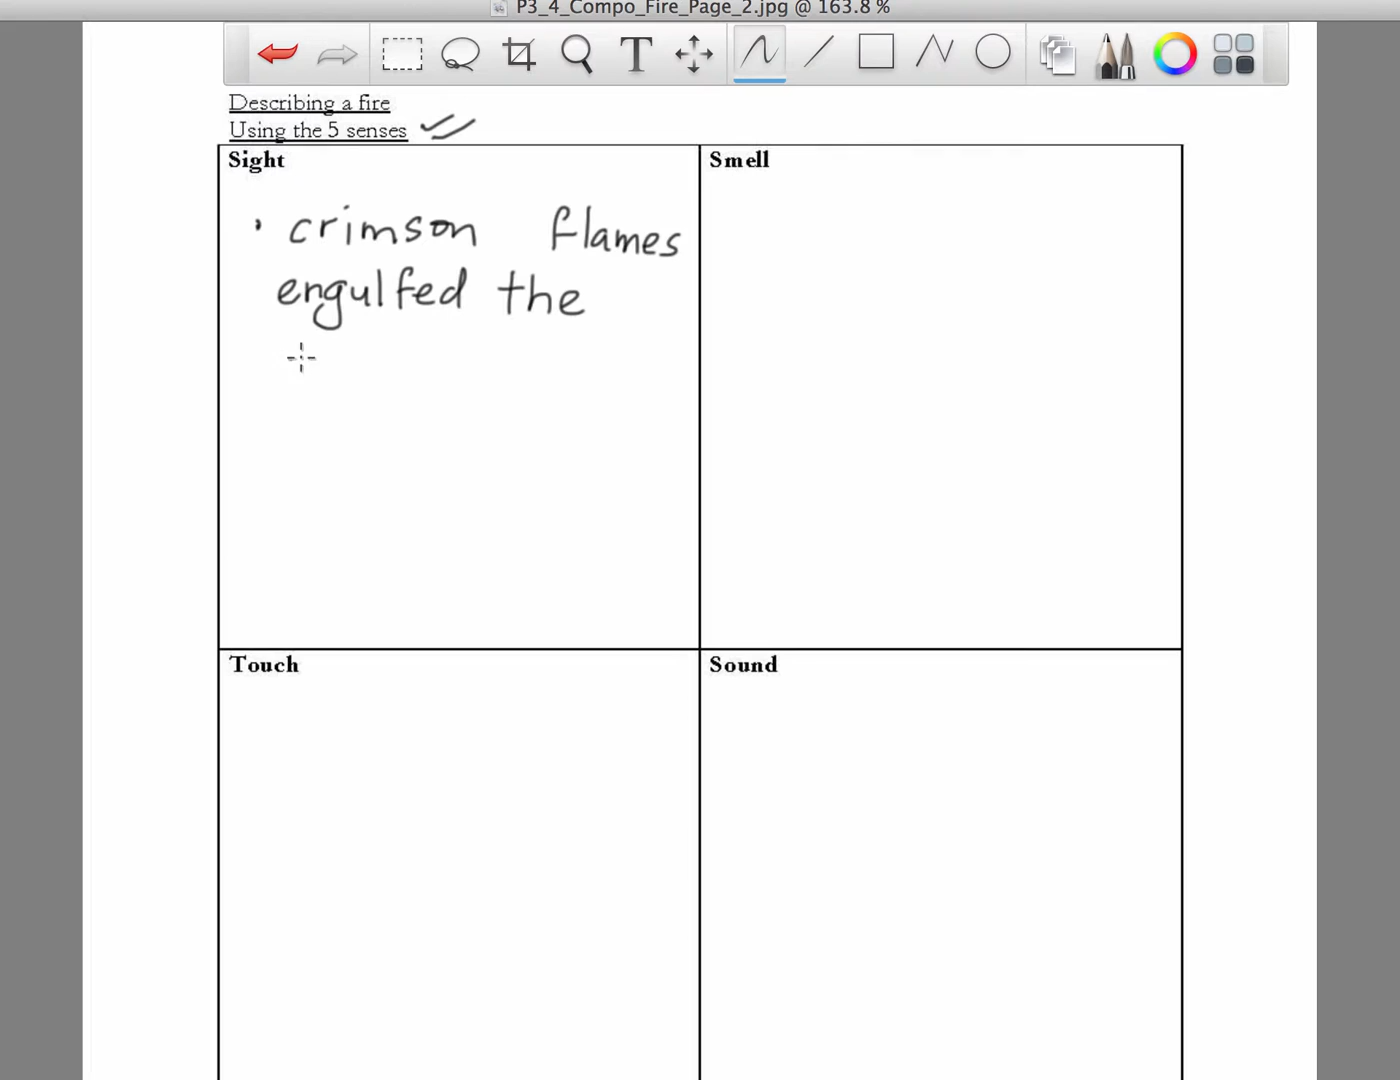 P3_4_Compo_Fire_Page_2.jpg @ 163.8 %
T
Describing a fire
Using the 5 senses
Sight
Smell
crimson flames
engulfed the
Touch
Sound